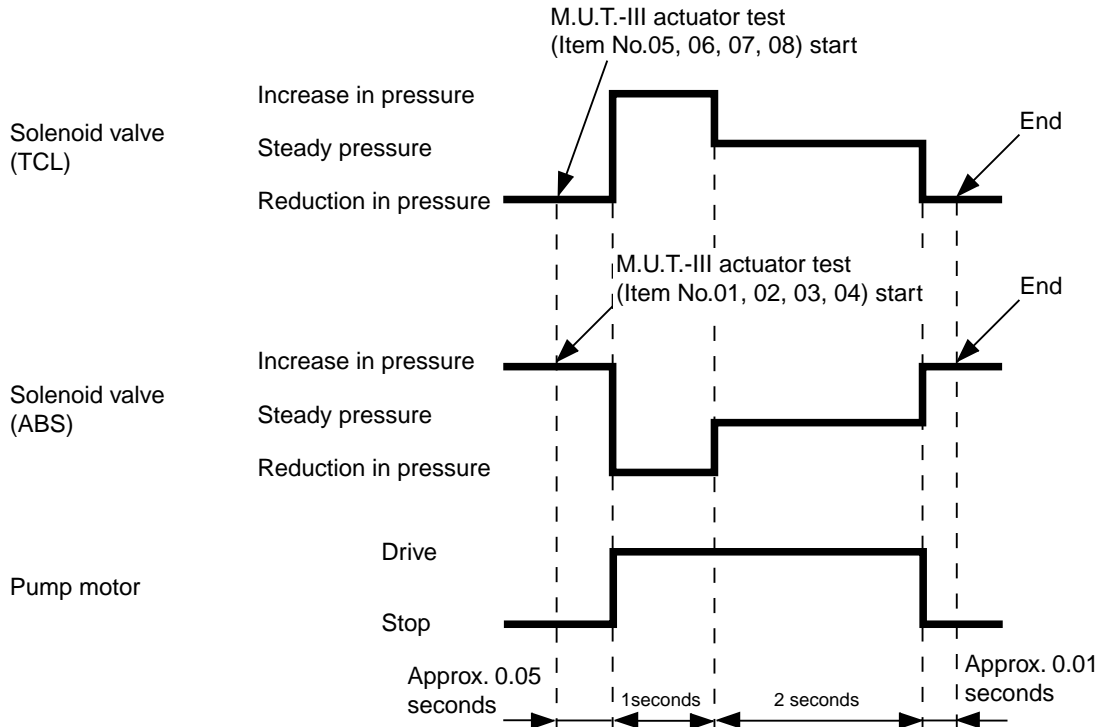 M.U.T.-III actuator test
(Item No.05, 06, 07, 08) start
Increase in pressure
End
Solenoid valve
(TCL)
Steady pressure
Reduction in pressure
M.U.T.-III actuator test
(Item No.01, 02, 03, 04) start
End
Increase in pressure
Solenoid valve
(ABS)
Steady pressure
Reduction in pressure
Drive
Pump motor
Stop
Approx. 0.05
seconds
1seconds
2 seconds
Approx. 0.01
seconds